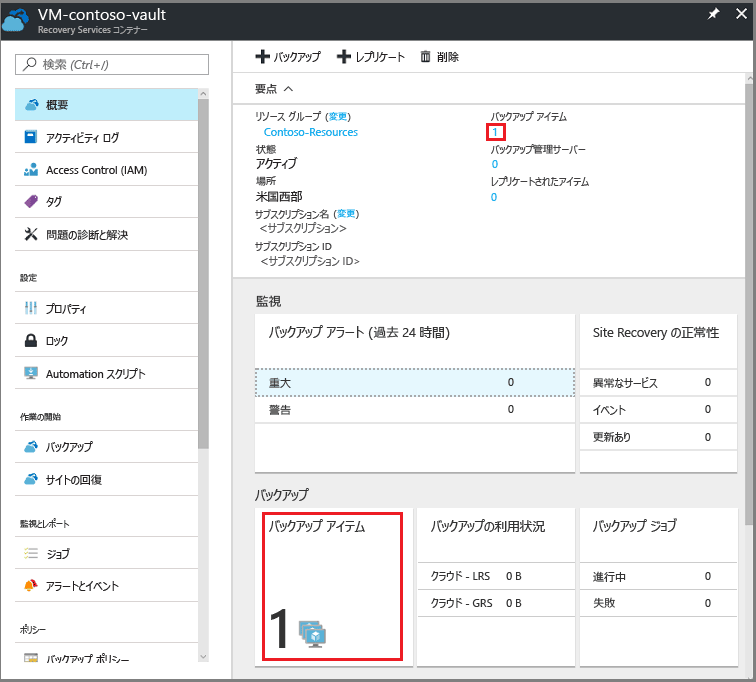 VM-contoso-vault
Recovery Services コンテナー
検索 (Ctrl+/)
概要
アクティビティ ログ
Access Control (IAM)
タグ
問題の診断と解決
設定
プロパティ
ロック
Automation スクリプト
作業の開始
バックアップ
サイトの回復
監視とレポート
ジョブ
アラートとイベント
ポリシー
バックアップ ポリシー
バックアップ レプリケート 削除
要点
リソース グループ (変更)
Contoso-Resources
状態
アクティブ
場所
米国西部
サブスクリプション名 (変更)
<サブスクリプション>
サブスクリプション ID
<サブスクリプション ID>
バックアップ アイテム
1
バックアップ管理サーバー
0
レプリケートされたアイテム
0
監視
バックアップ アラート (過去 24 時間)
重大 0
警告 0
Site Recovery の正常性
異常なサービス 0
イベント 0
更新あり 0
バックアップ
バックアップ アイテム
1
バックアップの利用状況
クラウド - LRS 0 B
クラウド - GRS 0 B
バックアップ ジョブ
進行中 0
失敗 0